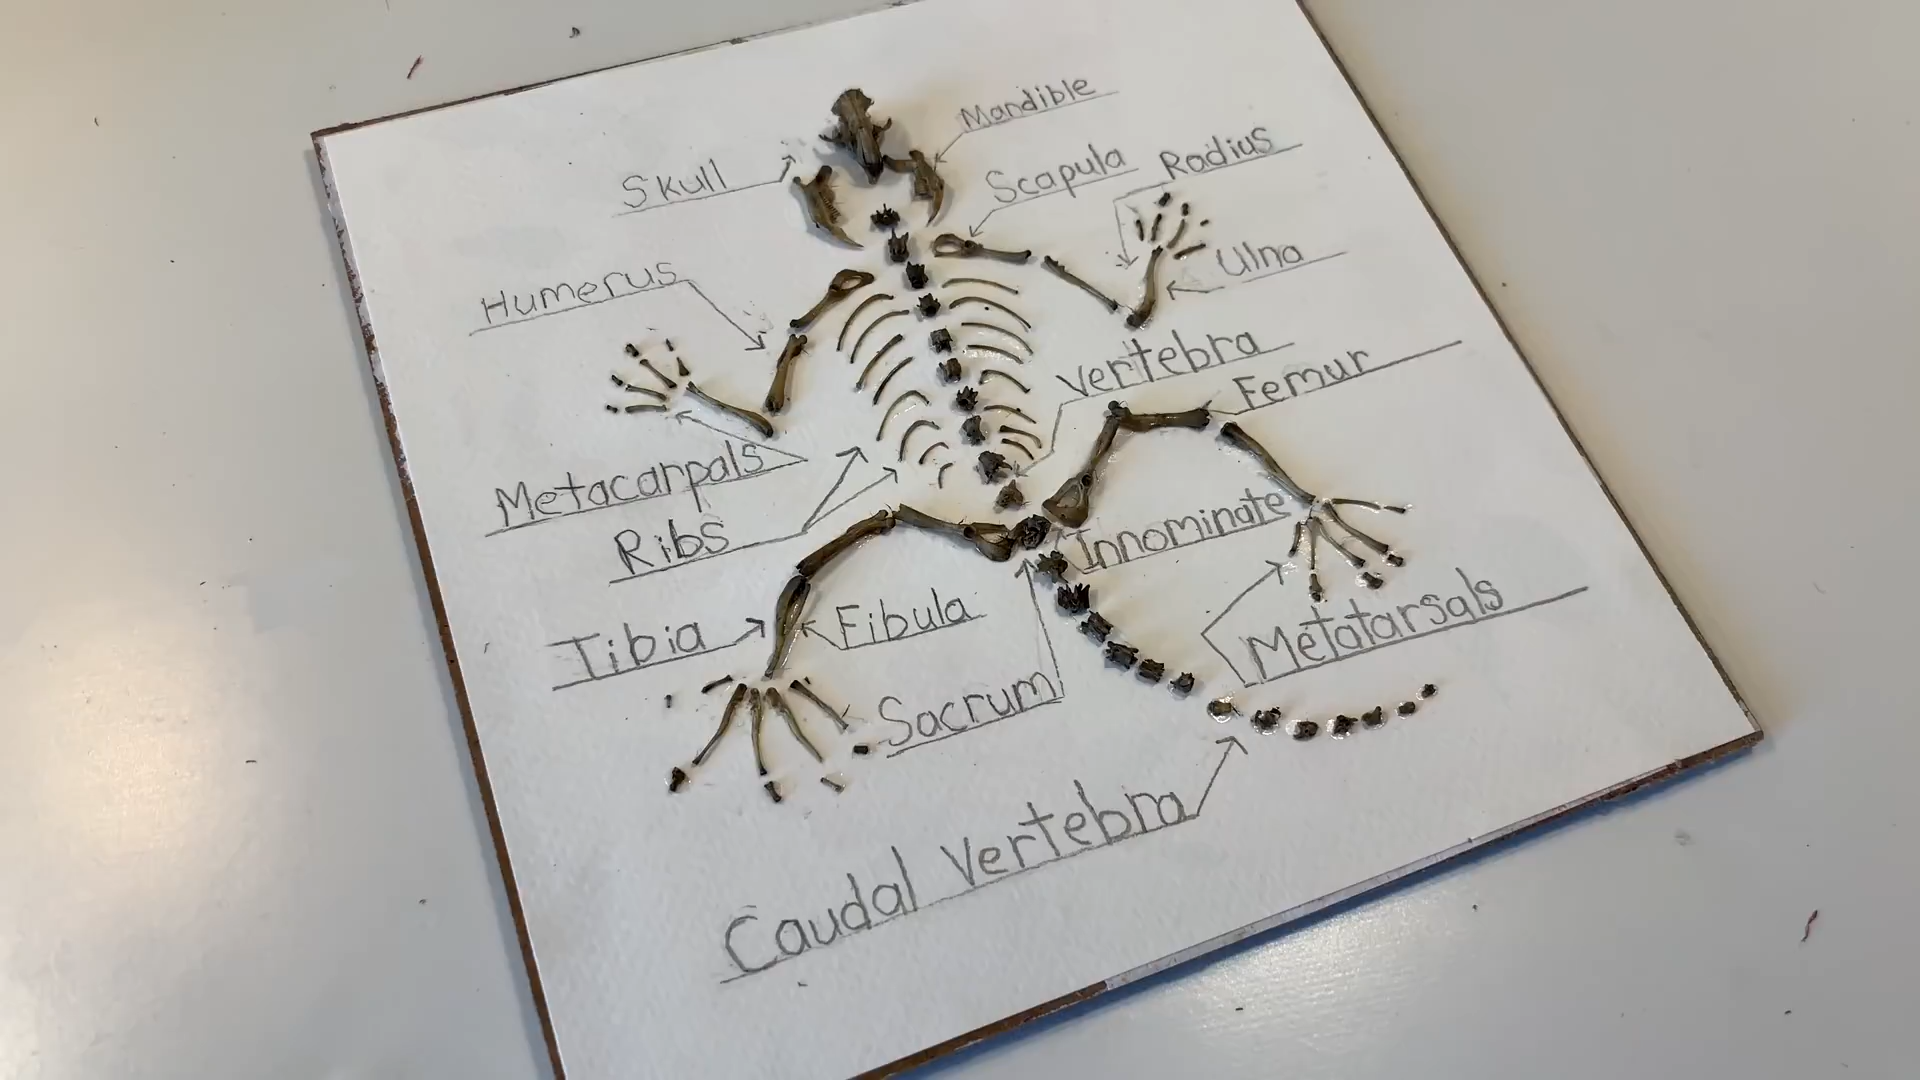 Mandible
Skull
Scapula
Radius
Humerus
Ulna
Vertebra
Femur
Metacarpals
Ribs
Innominate
Tibia
Fibula
Metatarsals
Sacrum
Caudal Vertebra